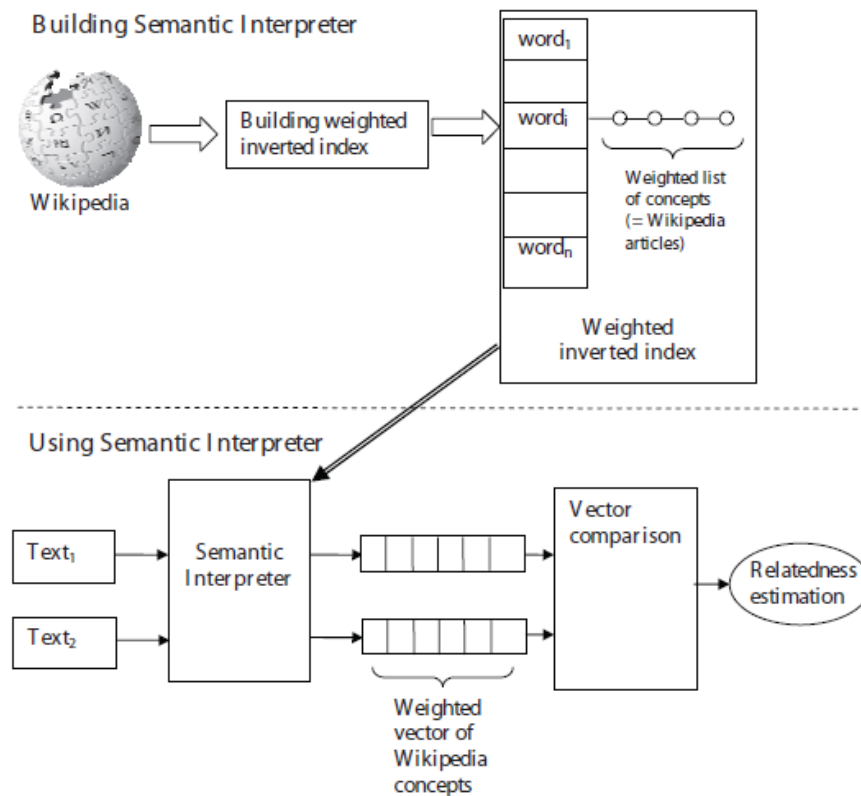 Building Semantic Interpreter
Wikipedia
Building weighted
inverted index
word1
wordi
wordn
Weighted list
of concepts
(= Wikipedia
articles)
Weighted
inverted index
Using Semantic Interpreter
Text1
Text2
Semantic
Interpreter
Weighted
vector of
Wikipedia
concepts
Vector
comparison
Relatedness
estimation